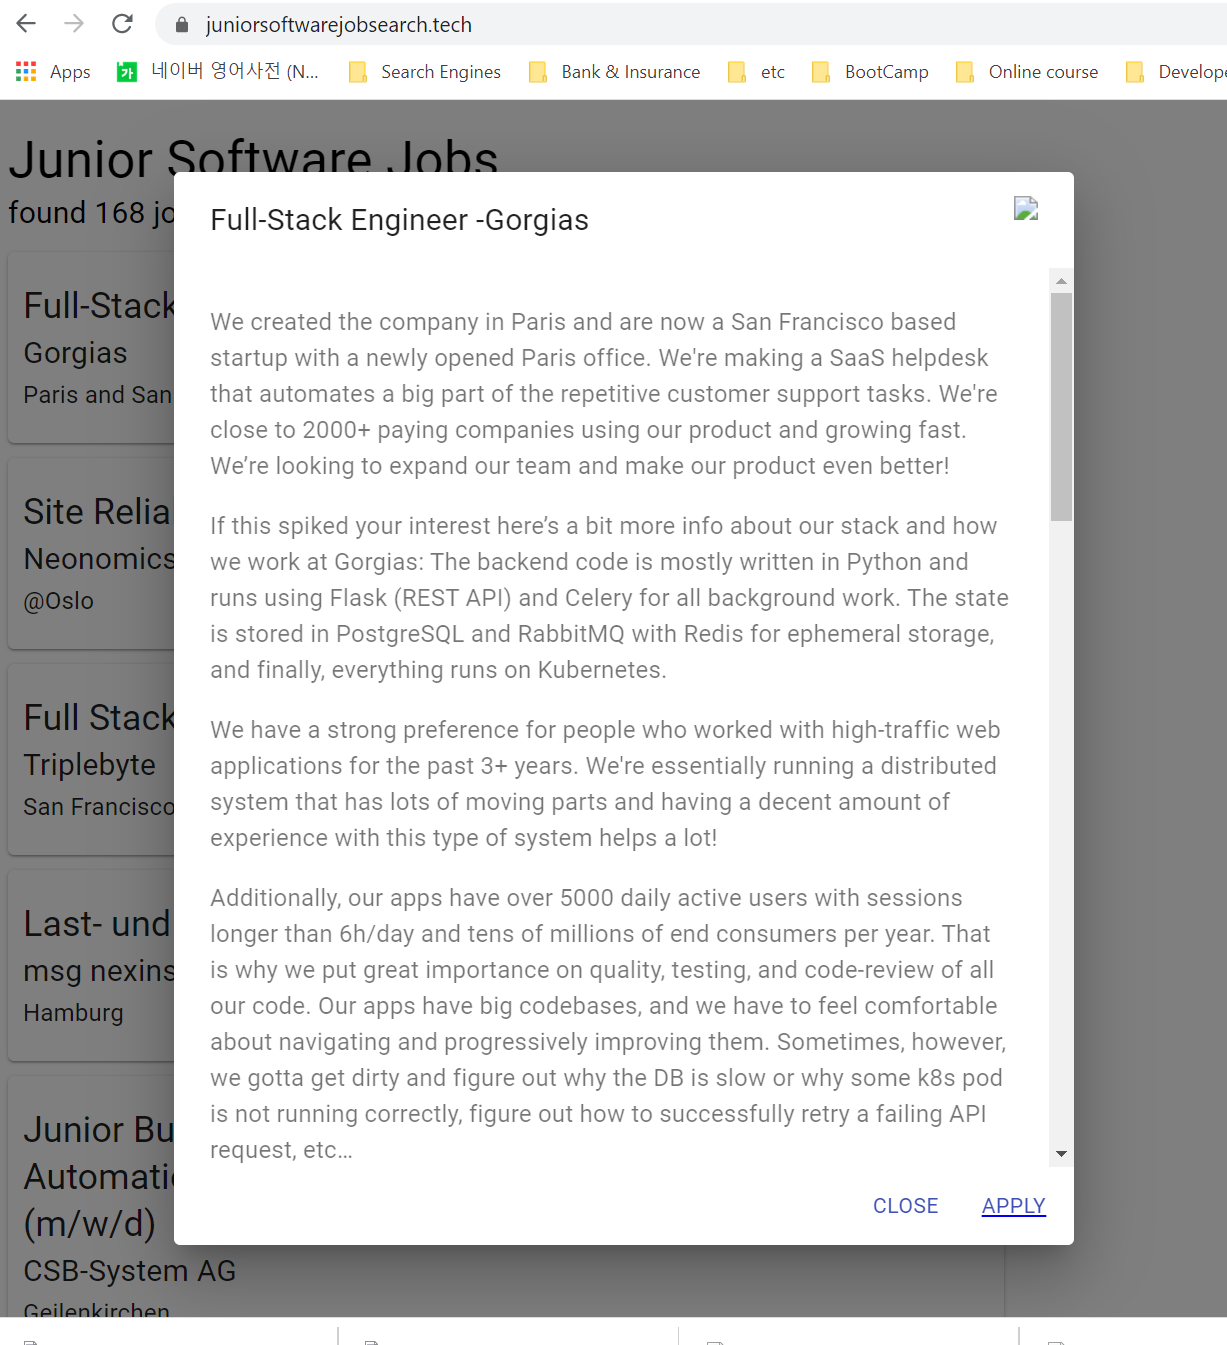 juniorsoftwarejobsearch.tech
Apps
네이버 영어사전 (N...
Search Engines
Bank & Insurance
etc
BootCamp
Online course
Develope
Junior Software Jobs
found 168 jo
Full-Stack
Gorgias
Paris and San
Site Relia
Neonomics
@Oslo
Full Stack
Triplebyte
San Francisco
Last- und
msg nexins
Hamburg
Junior Bu
Automatic
(m/w/d)
CSB-System AG
Geilenkirchen
Full-Stack Engineer -Gorgias
We created the company in Paris and are now a San Francisco based
startup with a newly opened Paris office. We're making a SaaS helpdesk
that automates a big part of the repetitive customer support tasks. We're
close to 2000+ paying companies using our product and growing fast.
We’re looking to expand our team and make our product even better!
If this spiked your interest here’s a bit more info about our stack and how
we work at Gorgias: The backend code is mostly written in Python and
runs using Flask (REST API) and Celery for all background work. The state
is stored in PostgreSQL and RabbitMQ with Redis for ephemeral storage,
and finally, everything runs on Kubernetes.
We have a strong preference for people who worked with high-traffic web
applications for the past 3+ years. We're essentially running a distributed
system that has lots of moving parts and having a decent amount of
experience with this type of system helps a lot!
Additionally, our apps have over 5000 daily active users with sessions
longer than 6h/day and tens of millions of end consumers per year. That
is why we put great importance on quality, testing, and code-review of all
our code. Our apps have big codebases, and we have to feel comfortable
about navigating and progressively improving them. Sometimes, however,
we gotta get dirty and figure out why the DB is slow or why some k8s pod
is not running correctly, figure out how to successfully retry a failing API
request, etc…
CLOSE
APPLY